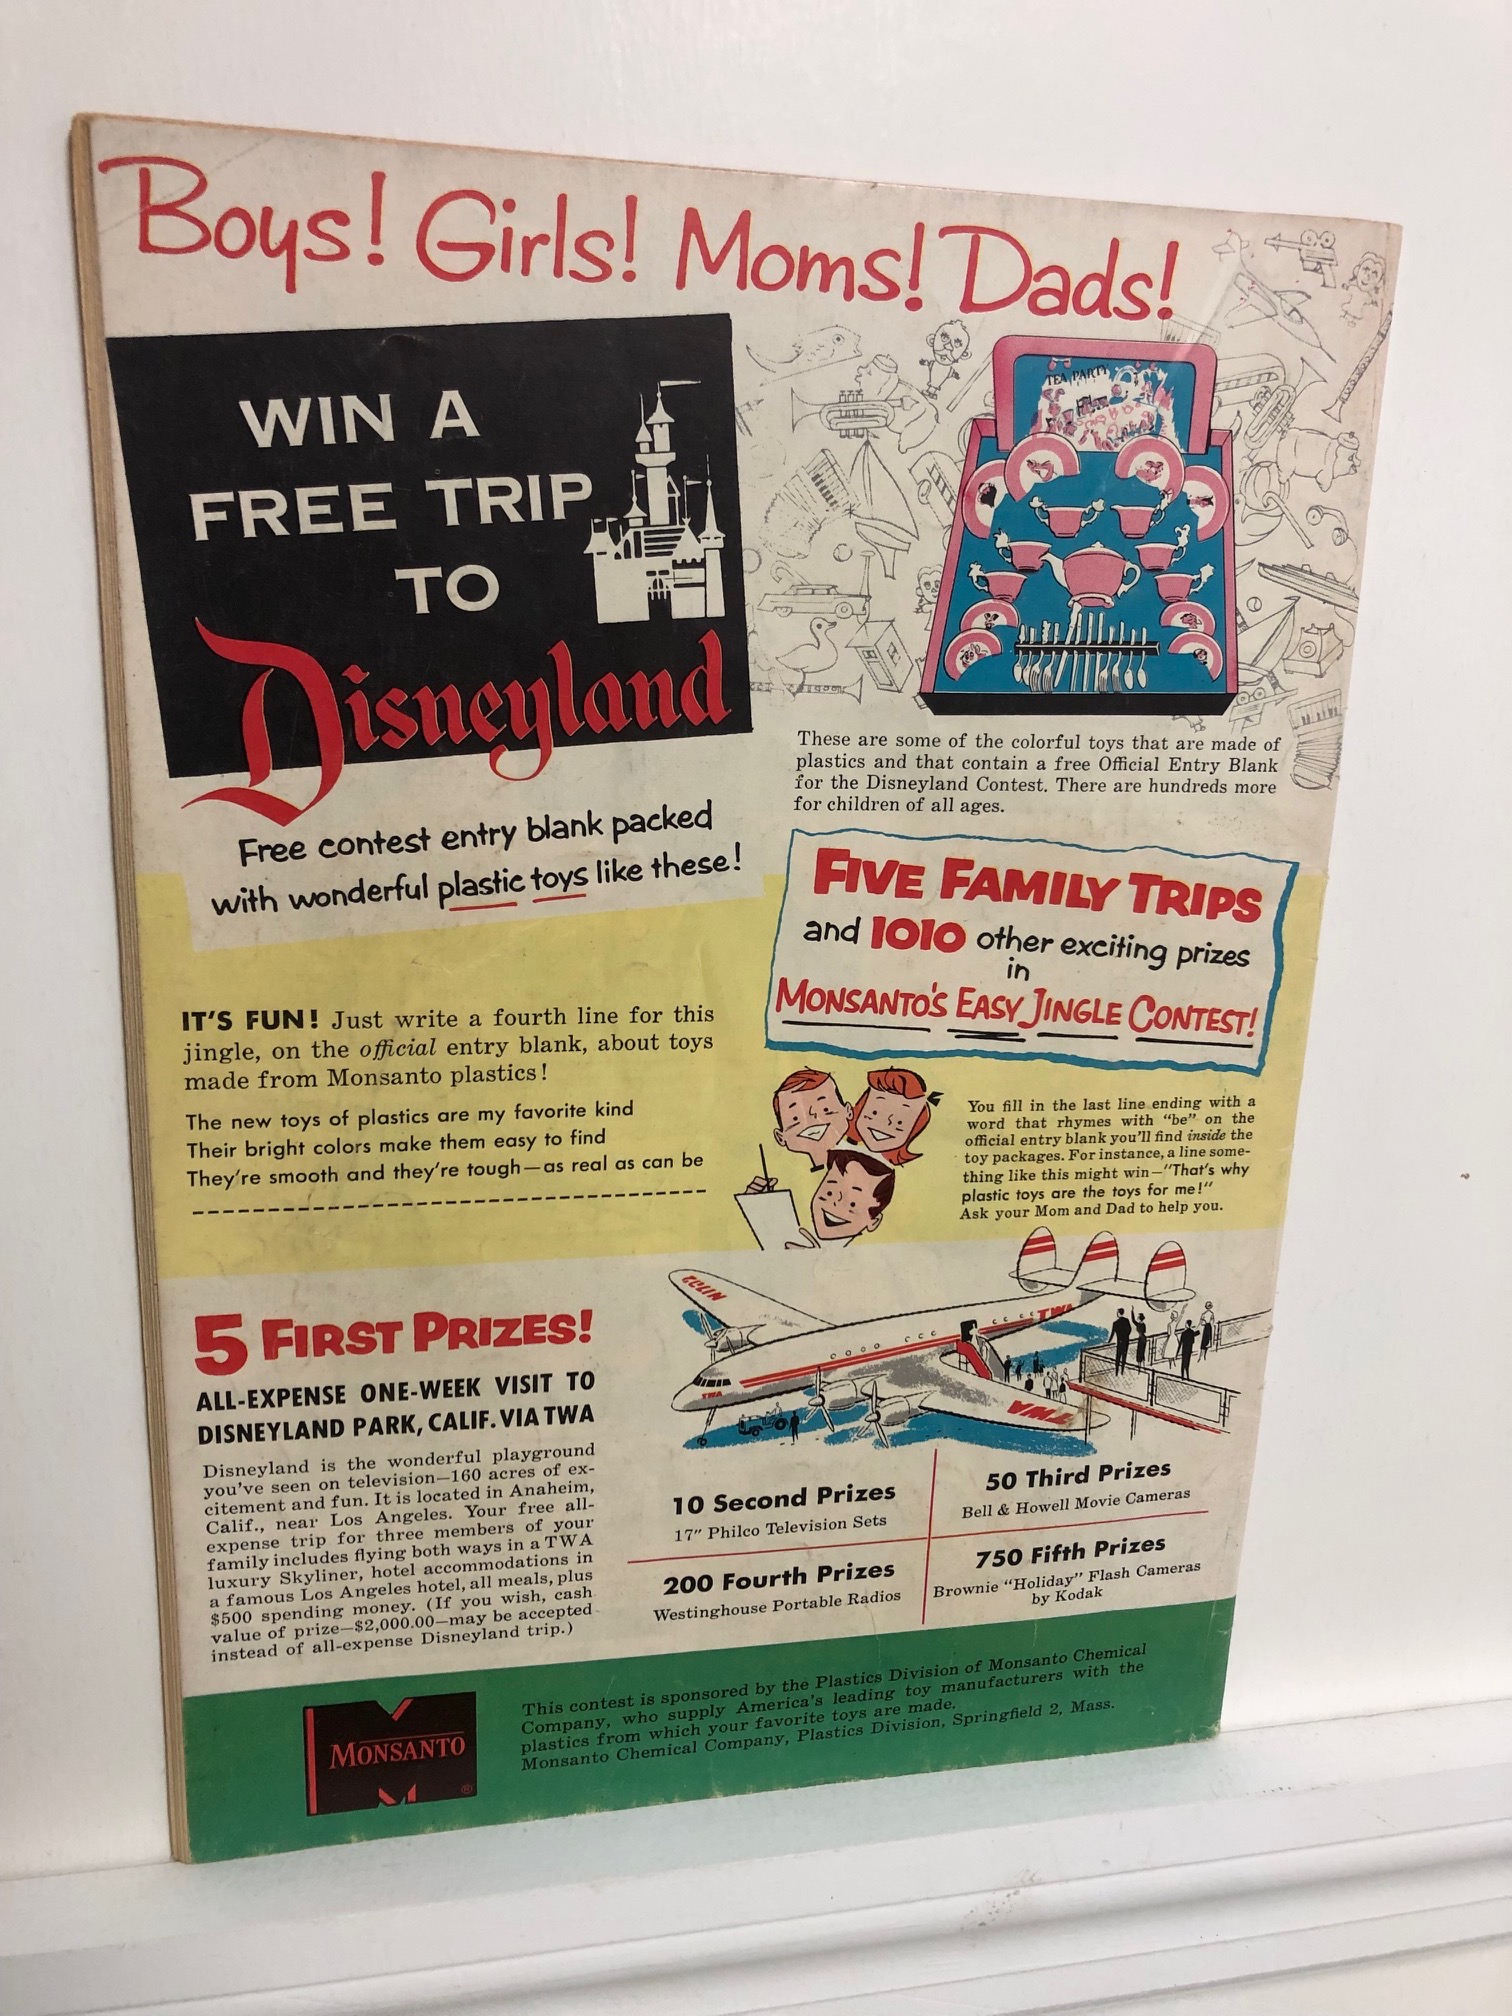 Boys! Girls! Moms! Dads!
WIN A
FREE TRIP
TO
Disneyland
TEA PARTY
Free contest entry blank packed
with wonderful plastic toys like these!
These are some of the colorful toys that are made of
plastics and that contain a free Official Entry Blank
for the Disneyland Contest. There are hundreds more
for children of all ages.
FIVE FAMILY TRIPS
and 1010 other exciting prizes
in
MONSANTO'S EASY JINGLE CONTEST!
IT'S FUN! Just write a fourth line for this
jingle, on the official entry blank, about toys
made from Monsanto plastics!
The new toys of plastics are my favorite kind
Their bright colors make them easy to find
They're smooth and they're tough—as real as can be
You fill in the last line ending with a
word that rhymes with "be" on the
official entry blank you'll find inside the
toy packages. For instance, a line some-
thing like this might win—"That's why
plastic toys are the toys for me!"
Ask your Mom and Dad to help you.
5 FIRST PRIZES!
ALL-EXPENSE ONE-WEEK VISIT TO
DISNEYLAND PARK, CALIF. VIA TWA
Disneyland is the wonderful playground
you've seen on television—160 acres of ex-
citement and fun. It is located in Anaheim,
Calif., near Los Angeles. Your free all-
expense trip for three members of your
family includes flying both ways in a TWA
luxury Skyliner, hotel accommodations in
a famous Los Angeles hotel, all meals, plus
$500 spending money. (If you wish, cash
value of prize—$2,000.00—may be accepted
instead of all-expense Disneyland trip.)
TWA
TWA
TWA
10 Second Prizes
17" Philco Television Sets
50 Third Prizes
Bell & Howell Movie Cameras
200 Fourth Prizes
Westinghouse Portable Radios
750 Fifth Prizes
Brownie "Holiday" Flash Cameras
by Kodak
MONSANTO
®
This contest is sponsored by the Plastics Division of Monsanto Chemical
Company, who supply America's leading toy manufacturers with the
plastics from which your favorite toys are made.
Monsanto Chemical Company, Plastics Division, Springfield 2, Mass.